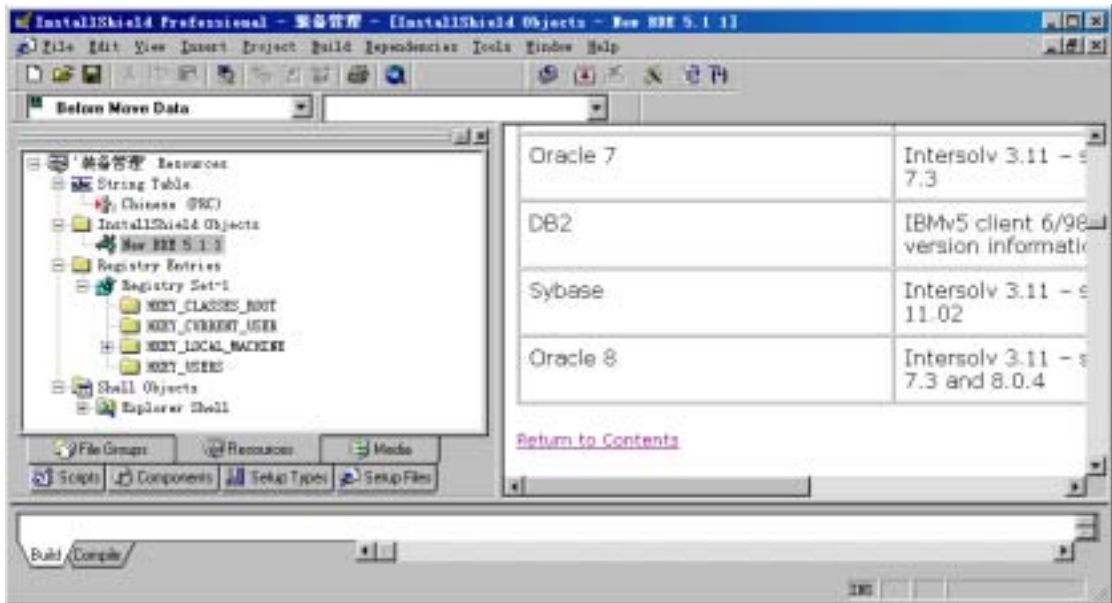 InstallShield Professional - 装备管理 - [InstallShield Objects - New BDE 5.1 1]
File Edit View Insert Project Build Dependencies Tools Window Help
Before Move Data
'装备管理' Resources
String Table
Chinese (PRC)
InstallShield Objects
New BDE 5.1 1
Registry Entries
Registry Set-1
HKEY_CLASSES_ROOT
HKEY_CURRENT_USER
HKEY_LOCAL_MACHINE
HKEY_USERS
Shell Objects
Explorer Shell
File Groups Resources Media
Scripts Components Setup Types Setup Files
Oracle 7 Intersolv 3.11 – s
7.3
DB2 IBMv5 client 6/98
version informatio
Sybase Intersolv 3.11 – s
11.02
Oracle 8 Intersolv 3.11 – s
7.3 and 8.0.4
Return to Contents
Build Compile
INS